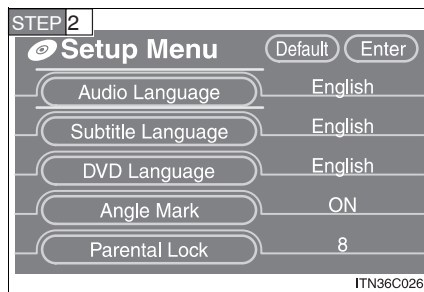 STEP 2
Setup Menu Default Enter
Audio Language English
Subtitle Language English
DVD Language English
Angle Mark ON
Parental Lock 8
ITN36C026